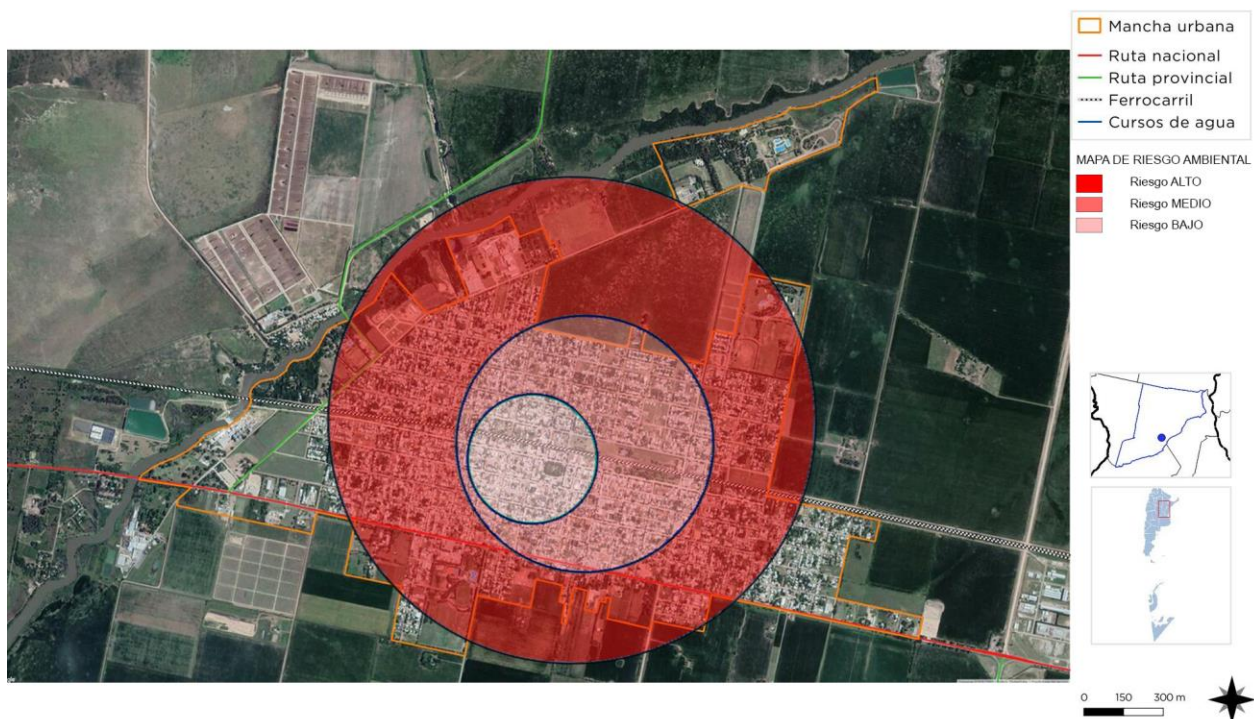 Mancha urbana
Ruta nacional
Ruta provincial
Ferrocarril
Cursos de agua
MAPA DE RIESGO AMBIENTAL
Riesgo ALTO
Riesgo MEDIO
Riesgo BAJO
0 150 300 m